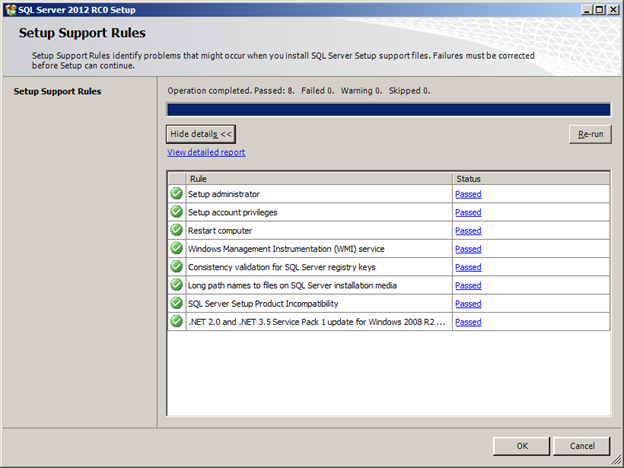 SQL Server 2012 RC0 Setup
Setup Support Rules
Setup Support Rules identify problems that might occur when you install SQL Server Setup support files. Failures must be corrected
before Setup can continue.
Setup Support Rules
Operation completed. Passed: 8. Failed 0. Warning 0. Skipped 0.
Hide details <<
Re-run
View detailed report
Rule Status
Setup administrator Passed
Setup account privileges Passed
Restart computer Passed
Windows Management Instrumentation (WMI) service Passed
Consistency validation for SQL Server registry keys Passed
Long path names to files on SQL Server installation media Passed
SQL Server Setup Product Incompatibility Passed
.NET 2.0 and .NET 3.5 Service Pack 1 update for Windows 2008 R2 ... Passed
OK Cancel